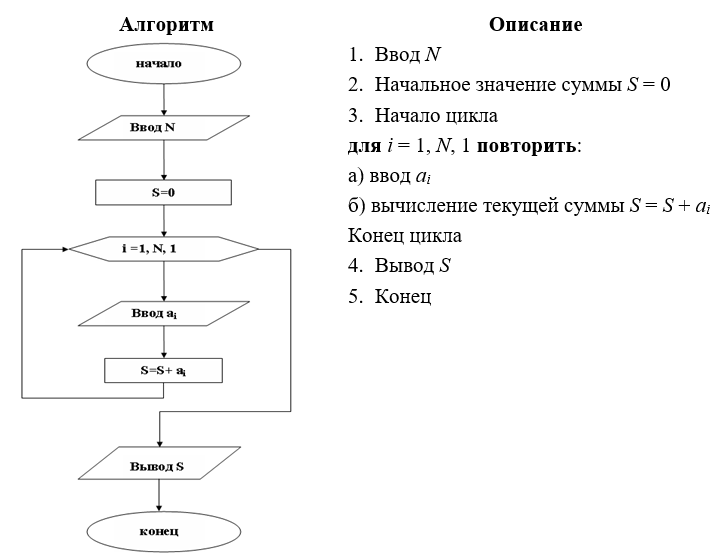 Алгоритм
начало
Ввод N
S=0
i =1, N, 1
Ввод ai
S=S+ ai
Вывод S
конец
Описание
1. Ввод N
2. Начальное значение суммы S = 0
3. Начало цикла
для i = 1, N, 1 повторить:
а) ввод ai
б) вычисление текущей суммы S = S + ai
Конец цикла
4. Вывод S
5. Конец